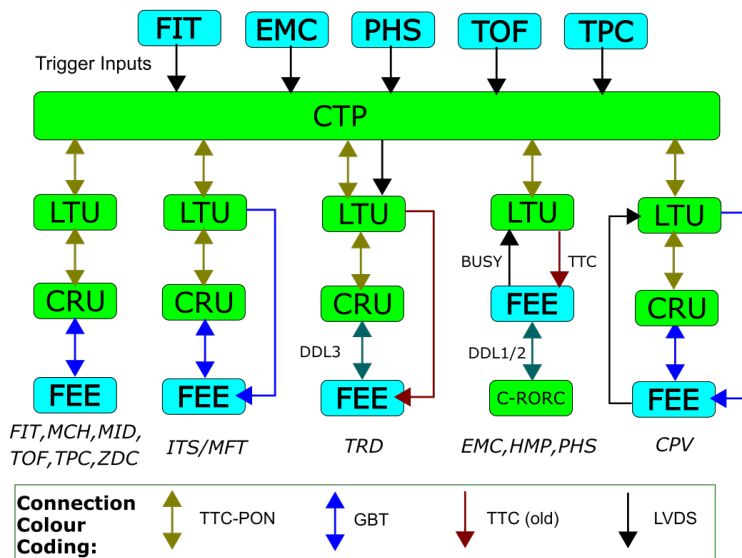 FIT EMC PHS TOF TPC
Trigger Inputs
CTP
LTU LTU LTU LTU LTU
BUSY TTC
CRU CRU CRU FEE CRU
DDL3 DDL1/2
FEE FEE FEE C-RORC FEE
FIT,MCH,MID,
TOF,TPC,ZDC
ITS/MFT
TRD
EMC,HMP,PHS
CPV
Connection
Colour
Coding:
TTC-PON
GBT
TTC (old)
LVDS